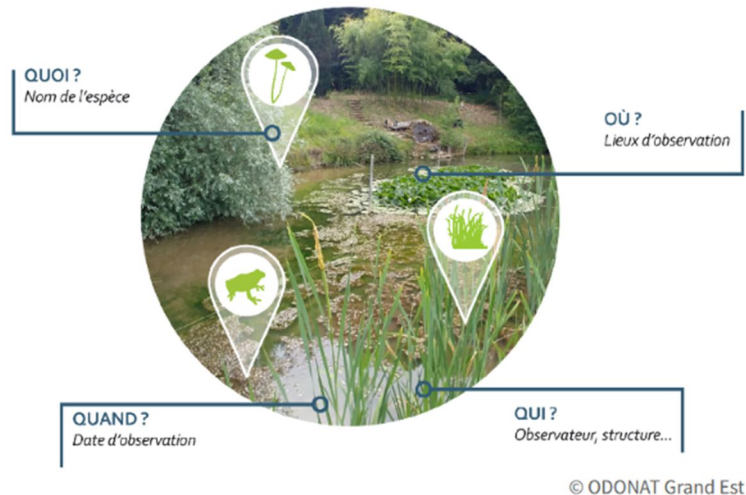 QUOI ?
Nom de l'espèce
OÙ ?
Lieux d'observation
QUAND ?
Date d'observation
QUI ?
Observateur, structure...
© ODONAT Grand Est